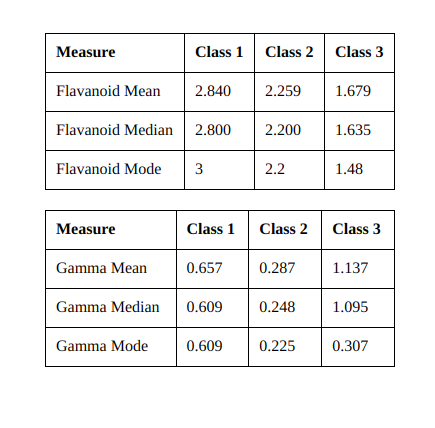 Measure Class 1 Class 2 Class 3
Flavanoid Mean 2.840 2.259 1.679
Flavanoid Median 2.800 2.200 1.635
Flavanoid Mode 3 2.2 1.48
Measure Class 1 Class 2 Class 3
Gamma Mean 0.657 0.287 1.137
Gamma Median 0.609 0.248 1.095
Gamma Mode 0.609 0.225 0.307